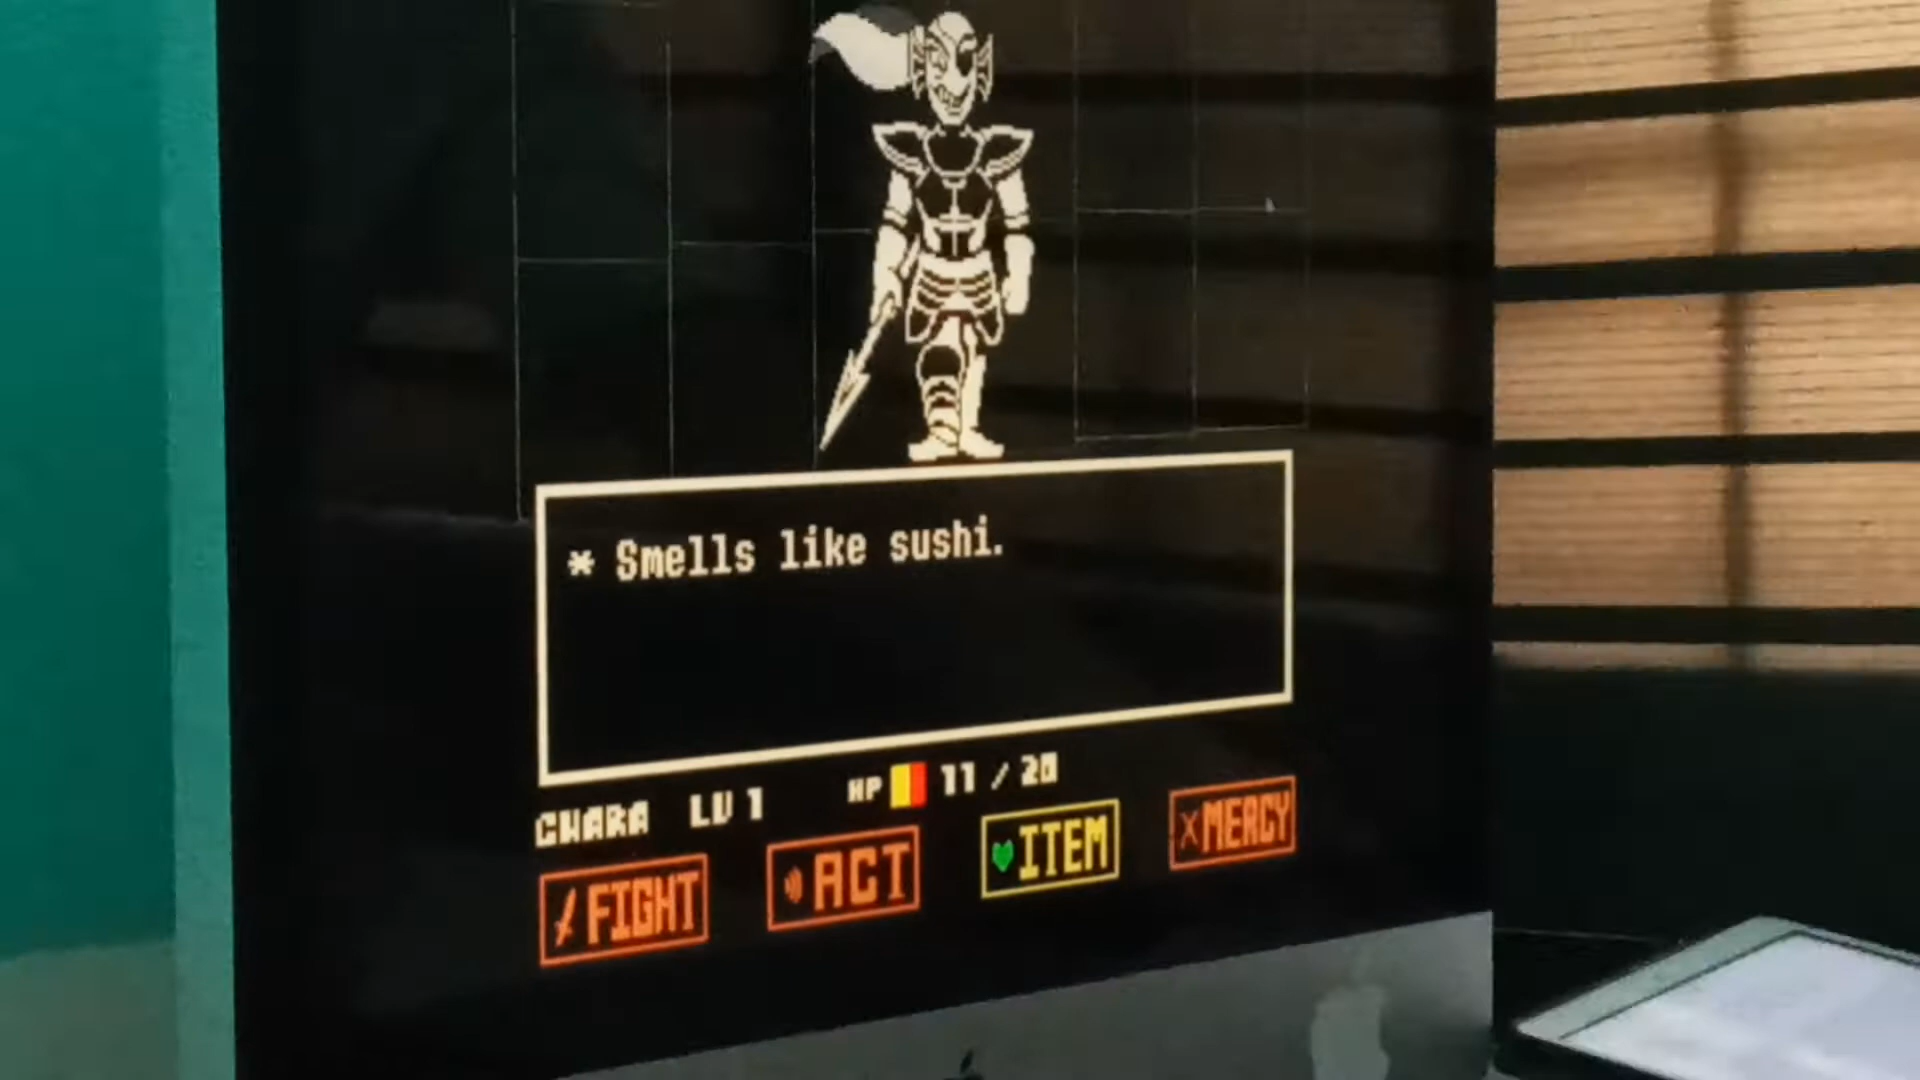 * Smells like sushi.
CHARA LV 1 HP 11 / 20
FIGHT ACT ITEM MERCY